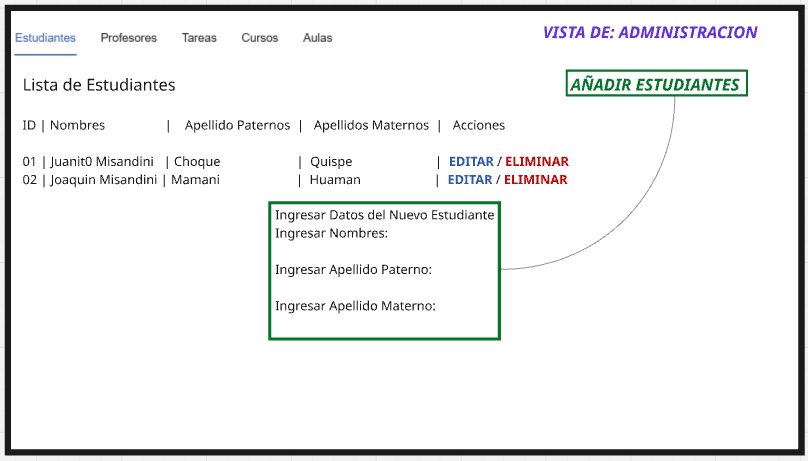 Estudiantes Profesores Tareas Cursos Aulas
VISTA DE: ADMINISTRACION
Lista de Estudiantes
AÑADIR ESTUDIANTES
ID | Nombres | Apellido Paternos | Apellidos Maternos | Acciones
01 | Juanit0 Misandini | Choque | Quispe | EDITAR / ELIMINAR
02 | Joaquin Misandini | Mamani | Huaman | EDITAR / ELIMINAR
Ingresar Datos del Nuevo Estudiante
Ingresar Nombres:
Ingresar Apellido Paterno:
Ingresar Apellido Materno: